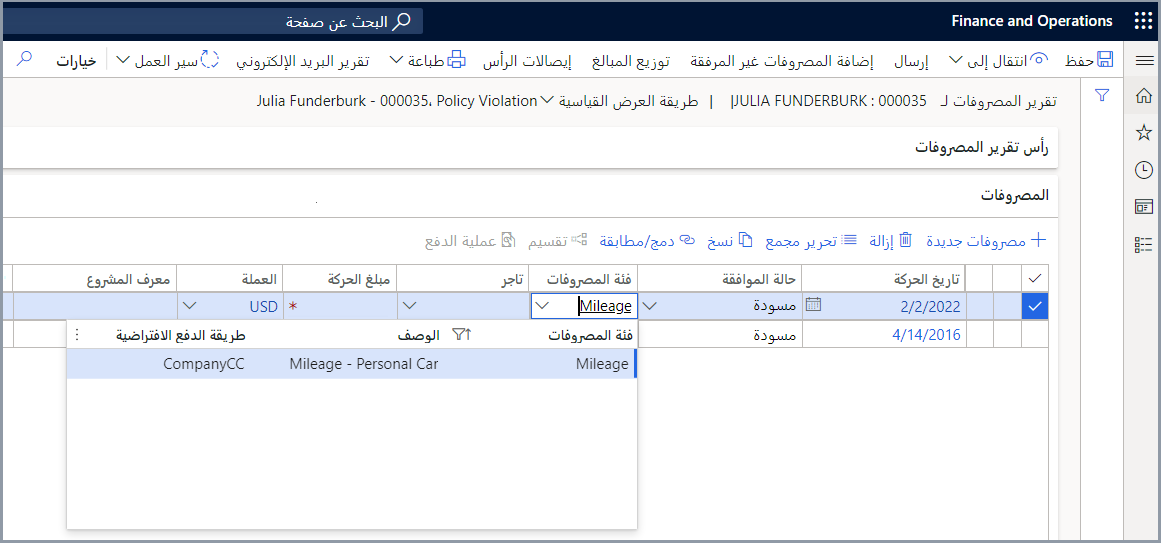 Finance and Operations البحث عن صفحة
حفظ انتقال إلى إرسال إضافة المصروفات غير المرفقة توزيع المبالغ إيصالات الرأس طباعة تقرير البريد الإلكتروني سير العمل خيارات
تقرير المصروفات لـ JULIA FUNDERBURK : 000035| | طريقة العرض القياسية Julia Funderburk - 000035، Policy Violation
رأس تقرير المصروفات
المصروفات
مصروفات جديدة إزالة تحرير مجمع نسخ دمج/مطابقة تقسيم عملية الدفع
تاريخ الحركة حالة الموافقة فئة المصروفات تاجر مبلغ الحركة العملة معرف المشروع
2/2/2022 مسودة Mileage * USD
4/14/2016 مسودة
فئة المصروفات الوصف طريقة الدفع الافتراضية
Mileage Mileage - Personal Car CompanyCC